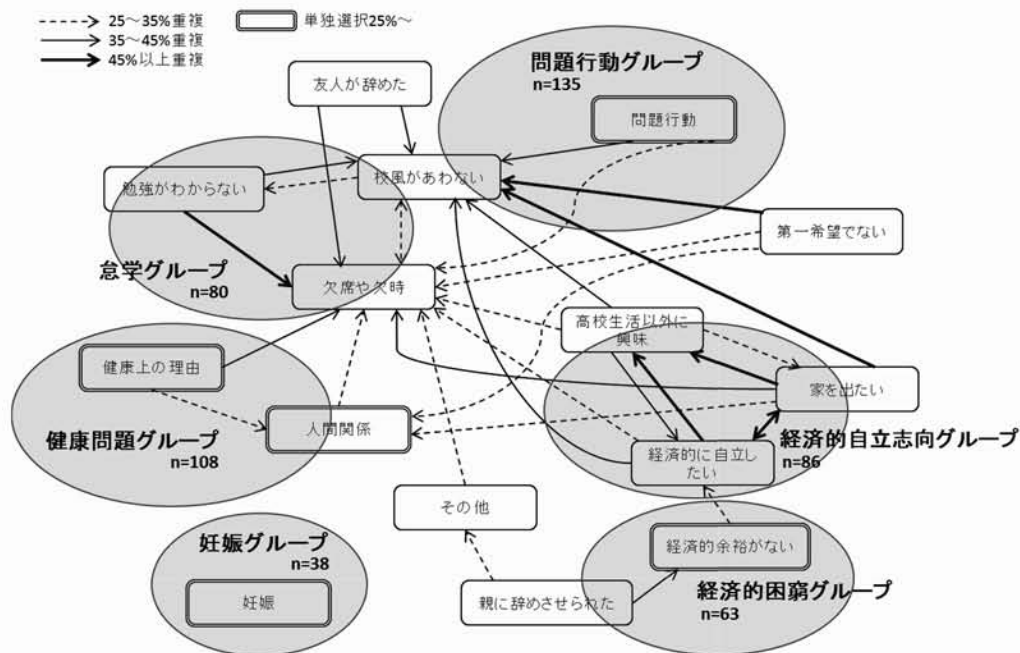 25～35%重複
単独選択25%～
35～45%重複
45%以上重複
問題行動グループ
n=135
友人が辞めた
問題行動
校風があわない
勉強がわからない
第一希望でない
怠学グループ
n=80
欠席や欠時
高校生活以外に
興味
健康上の理由
家を出たい
人間関係
健康問題グループ
n=108
経済的自立志向グループ
n=86
経済的に自立し
たい
その他
妊娠グループ
n=38
経済的余裕がない
妊娠
親に辞めさせられた
経済的困窮グループ
n=63